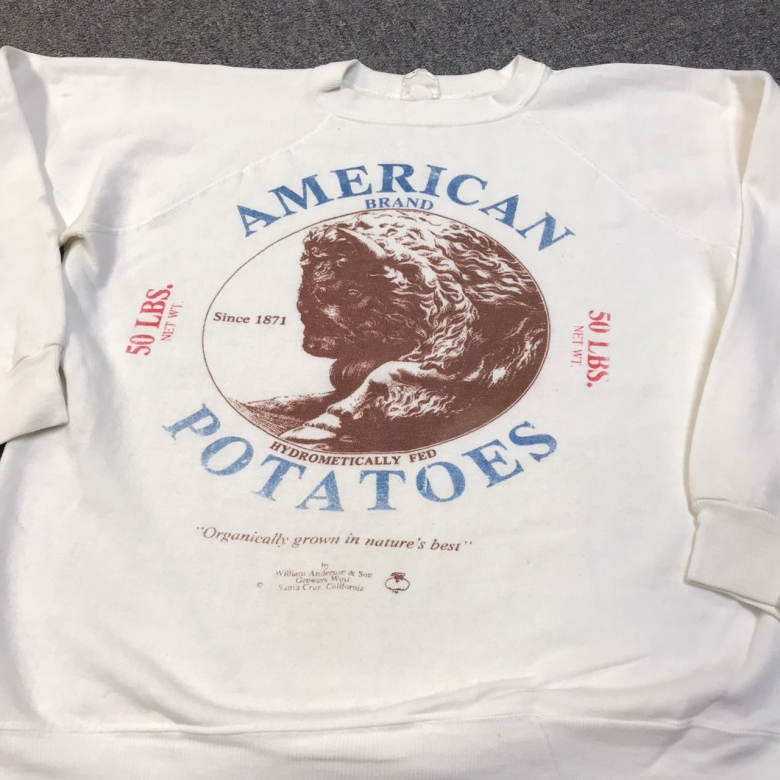 AMERICAN
BRAND
Since 1871
50 LBS.
NET WT.
50 LBS.
NET WT.
HYDROMETICALLY FED
POTATOES
"Organically grown in nature's best"
by
William Anderson & Son
Growers West
© Santa Cruz, California
TM